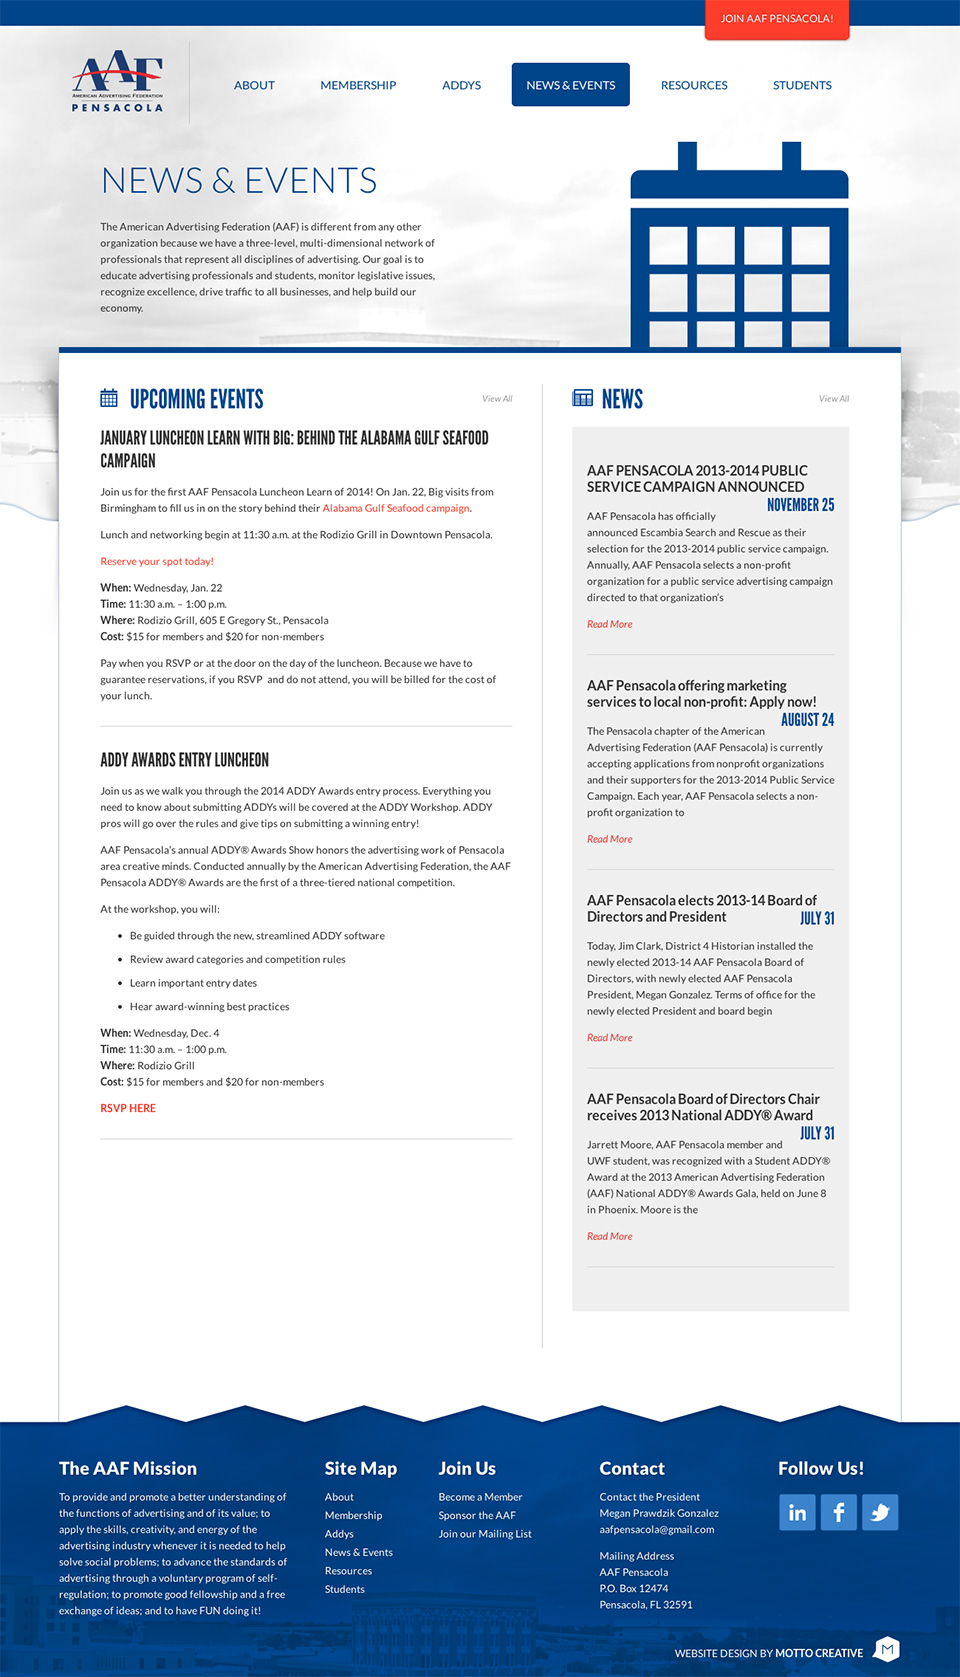 JOIN AAF PENSACOLA!
AAF
AMERICAN ADVERTISING FEDERATION
PENSACOLA
ABOUT
MEMBERSHIP
ADDYS
NEWS & EVENTS
RESOURCES
STUDENTS
NEWS & EVENTS
The American Advertising Federation (AAF) is different from any other
organization because we have a three-level, multi-dimensional network of
professionals that represent all disciplines of advertising. Our goal is to
educate advertising professionals and students, monitor legislative issues,
recognize excellence, drive traffic to all businesses, and help build our
economy.
UPCOMING EVENTS
View All
JANUARY LUNCHEON LEARN WITH BIG: BEHIND THE ALABAMA GULF SEAFOOD
CAMPAIGN
Join us for the first AAF Pensacola Luncheon Learn of 2014! On Jan. 22, Big visits from
Birmingham to fill us in on the story behind their Alabama Gulf Seafood campaign.
Lunch and networking begin at 11:30 a.m. at the Rodizio Grill in Downtown Pensacola.
Reserve your spot today!
When: Wednesday, Jan. 22
Time: 11:30 a.m. – 1:00 p.m.
Where: Rodizio Grill, 605 E Gregory St., Pensacola
Cost: $15 for members and $20 for non-members
Pay when you RSVP or at the door on the day of the luncheon. Because we have to
guarantee reservations, if you RSVP and do not attend, you will be billed for the cost of
your lunch.
ADDY AWARDS ENTRY LUNCHEON
Join us as we walk you through the 2014 ADDY Awards entry process. Everything you
need to know about submitting ADDYs will be covered at the ADDY Workshop. ADDY
pros will go over the rules and give tips on submitting a winning entry!
AAF Pensacola's annual ADDY® Awards Show honors the advertising work of Pensacola
area creative minds. Conducted annually by the American Advertising Federation, the AAF
Pensacola ADDY® Awards are the first of a three-tiered national competition.
At the workshop, you will:
• Be guided through the new, streamlined ADDY software
• Review award categories and competition rules
• Learn important entry dates
• Hear award-winning best practices
When: Wednesday, Dec. 4
Time: 11:30 a.m. – 1:00 p.m.
Where: Rodizio Grill
Cost: $15 for members and $20 for non-members
RSVP HERE
NEWS
View All
AAF PENSACOLA 2013-2014 PUBLIC
SERVICE CAMPAIGN ANNOUNCED
NOVEMBER 25
AAF Pensacola has officially
announced Escambia Search and Rescue as their
selection for the 2013-2014 public service campaign.
Annually, AAF Pensacola selects a non-profit
organization for a public service advertising campaign
directed to that organization's
Read More
AAF Pensacola offering marketing
services to local non-profit: Apply now!
AUGUST 24
The Pensacola chapter of the American
Advertising Federation (AAF Pensacola) is currently
accepting applications from nonprofit organizations
and their supporters for the 2013-2014 Public Service
Campaign. Each year, AAF Pensacola selects a non-
profit organization to
Read More
AAF Pensacola elects 2013-14 Board of
Directors and President
JULY 31
Today, Jim Clark, District 4 Historian installed the
newly elected 2013-14 AAF Pensacola Board of
Directors, with newly elected AAF Pensacola
President, Megan Gonzalez. Terms of office for the
newly elected President and board begin
Read More
AAF Pensacola Board of Directors Chair
receives 2013 National ADDY® Award
JULY 31
Jarrett Moore, AAF Pensacola member and
UWF student, was recognized with a Student ADDY®
Award at the 2013 American Advertising Federation
(AAF) National ADDY® Awards Gala, held on June 8
in Phoenix. Moore is the
Read More
The AAF Mission
To provide and promote a better understanding of
the functions of advertising and of its value; to
apply the skills, creativity, and energy of the
advertising industry whenever it is needed to help
solve social problems; to advance the standards of
advertising through a voluntary program of self-
regulation; to promote good fellowship and a free
exchange of ideas; and to have FUN doing it!
Site Map
About
Membership
Addys
News & Events
Resources
Students
Join Us
Become a Member
Sponsor the AAF
Join our Mailing List
Contact
Contact the President
Megan Prawdzik Gonzalez
aafpensacola@gmail.com
Mailing Address
AAF Pensacola
P.O. Box 12474
Pensacola, FL 32591
Follow Us!
in
f
WEBSITE DESIGN BY MOTTO CREATIVE
M